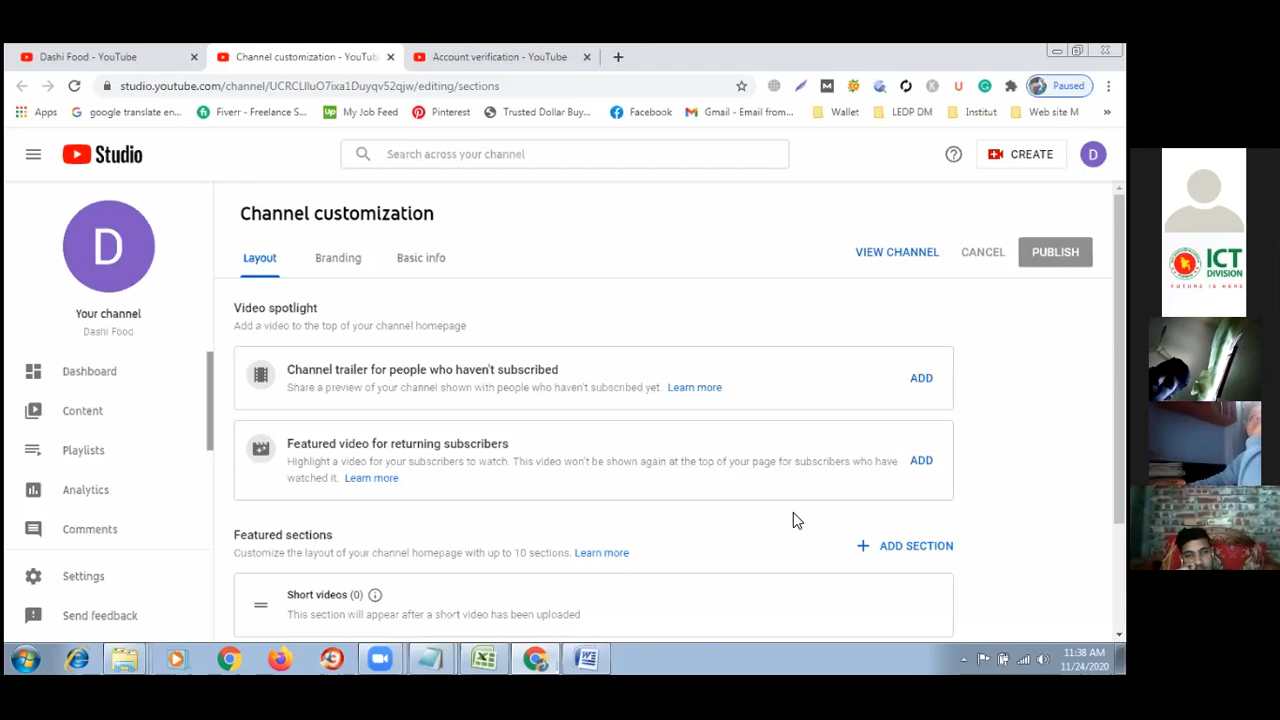 Dashi Food - YouTube
Channel customization - YouTub
Account verification - YouTube
studio.youtube.com/channel/UCRCLIluO7ixa1Duyqv52qjw/editing/sections
Paused
Apps
google translate en...
Fiverr - Freelance S...
My Job Feed
Pinterest
Trusted Dollar Buy...
Facebook
Gmail - Email from...
Wallet
LEDP DM
Institut
Web site M
Studio
Search across your channel
CREATE
D
D
Your channel
Dashi Food
Dashboard
Content
Playlists
Analytics
Comments
Settings
Send feedback
Channel customization
Layout
Branding
Basic info
VIEW CHANNEL
CANCEL
PUBLISH
Video spotlight
Add a video to the top of your channel homepage
Channel trailer for people who haven't subscribed
Share a preview of your channel shown with people who haven't subscribed yet. Learn more
ADD
Featured video for returning subscribers
Highlight a video for your subscribers to watch. This video won't be shown again at the top of your page for subscribers who have
watched it. Learn more
ADD
Featured sections
Customize the layout of your channel homepage with up to 10 sections. Learn more
ADD SECTION
Short videos (0)
This section will appear after a short video has been uploaded
11:38 AM
11/24/2020
ICT
DIVISION
FUTURE IS HERE